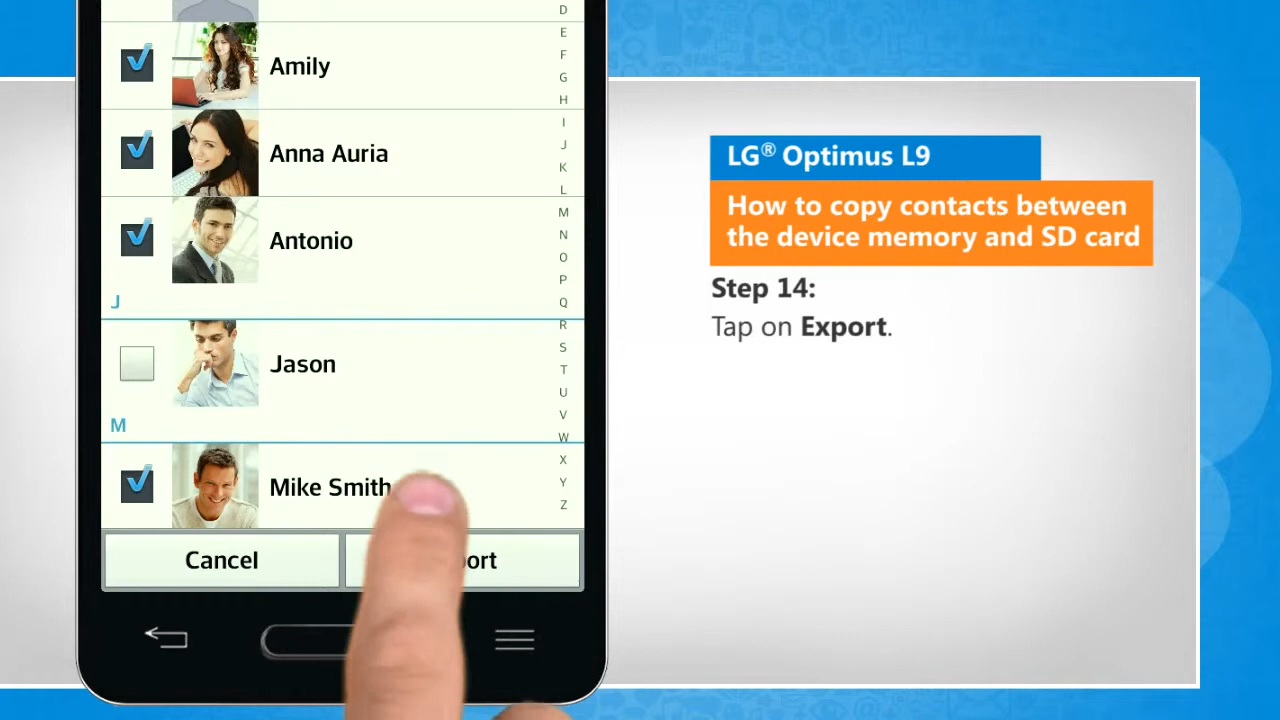 D
E
F
Amily
G
H
I
J
Anna Auria
K
L
M
N
Antonio
O
P
J
Q
R
S
Jason
T
U
V
M
W
X
Mike Smith
Y
Z
Cancel
LG® Optimus L9
How to copy contacts between
the device memory and SD card
Step 14:
Tap on Export.